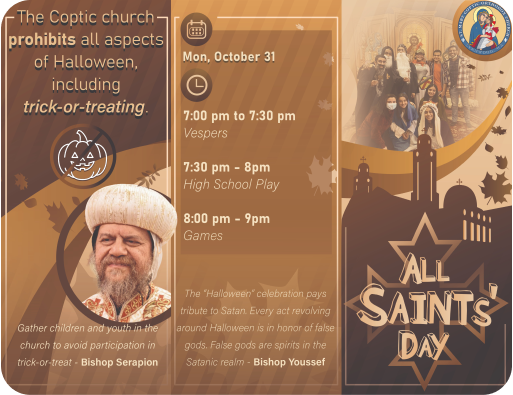 The Coptic church
prohibits all aspects
of Halloween,
including
trick-or-treating.
Gather children and youth in the
church to avoid participation in
trick-or-treat - Bishop Serapion
Mon, October 31
7:00 pm to 7:30 pm
Vespers
7:30 pm - 8pm
High School Play
8:00 pm - 9pm
Games
The "Halloween" celebration pays
tribute to Satan. Every act revolving
around Halloween is in honor of false
gods. False gods are spirits in the
Satanic realm - Bishop Youssef
ALL
SAINTS'
DAY